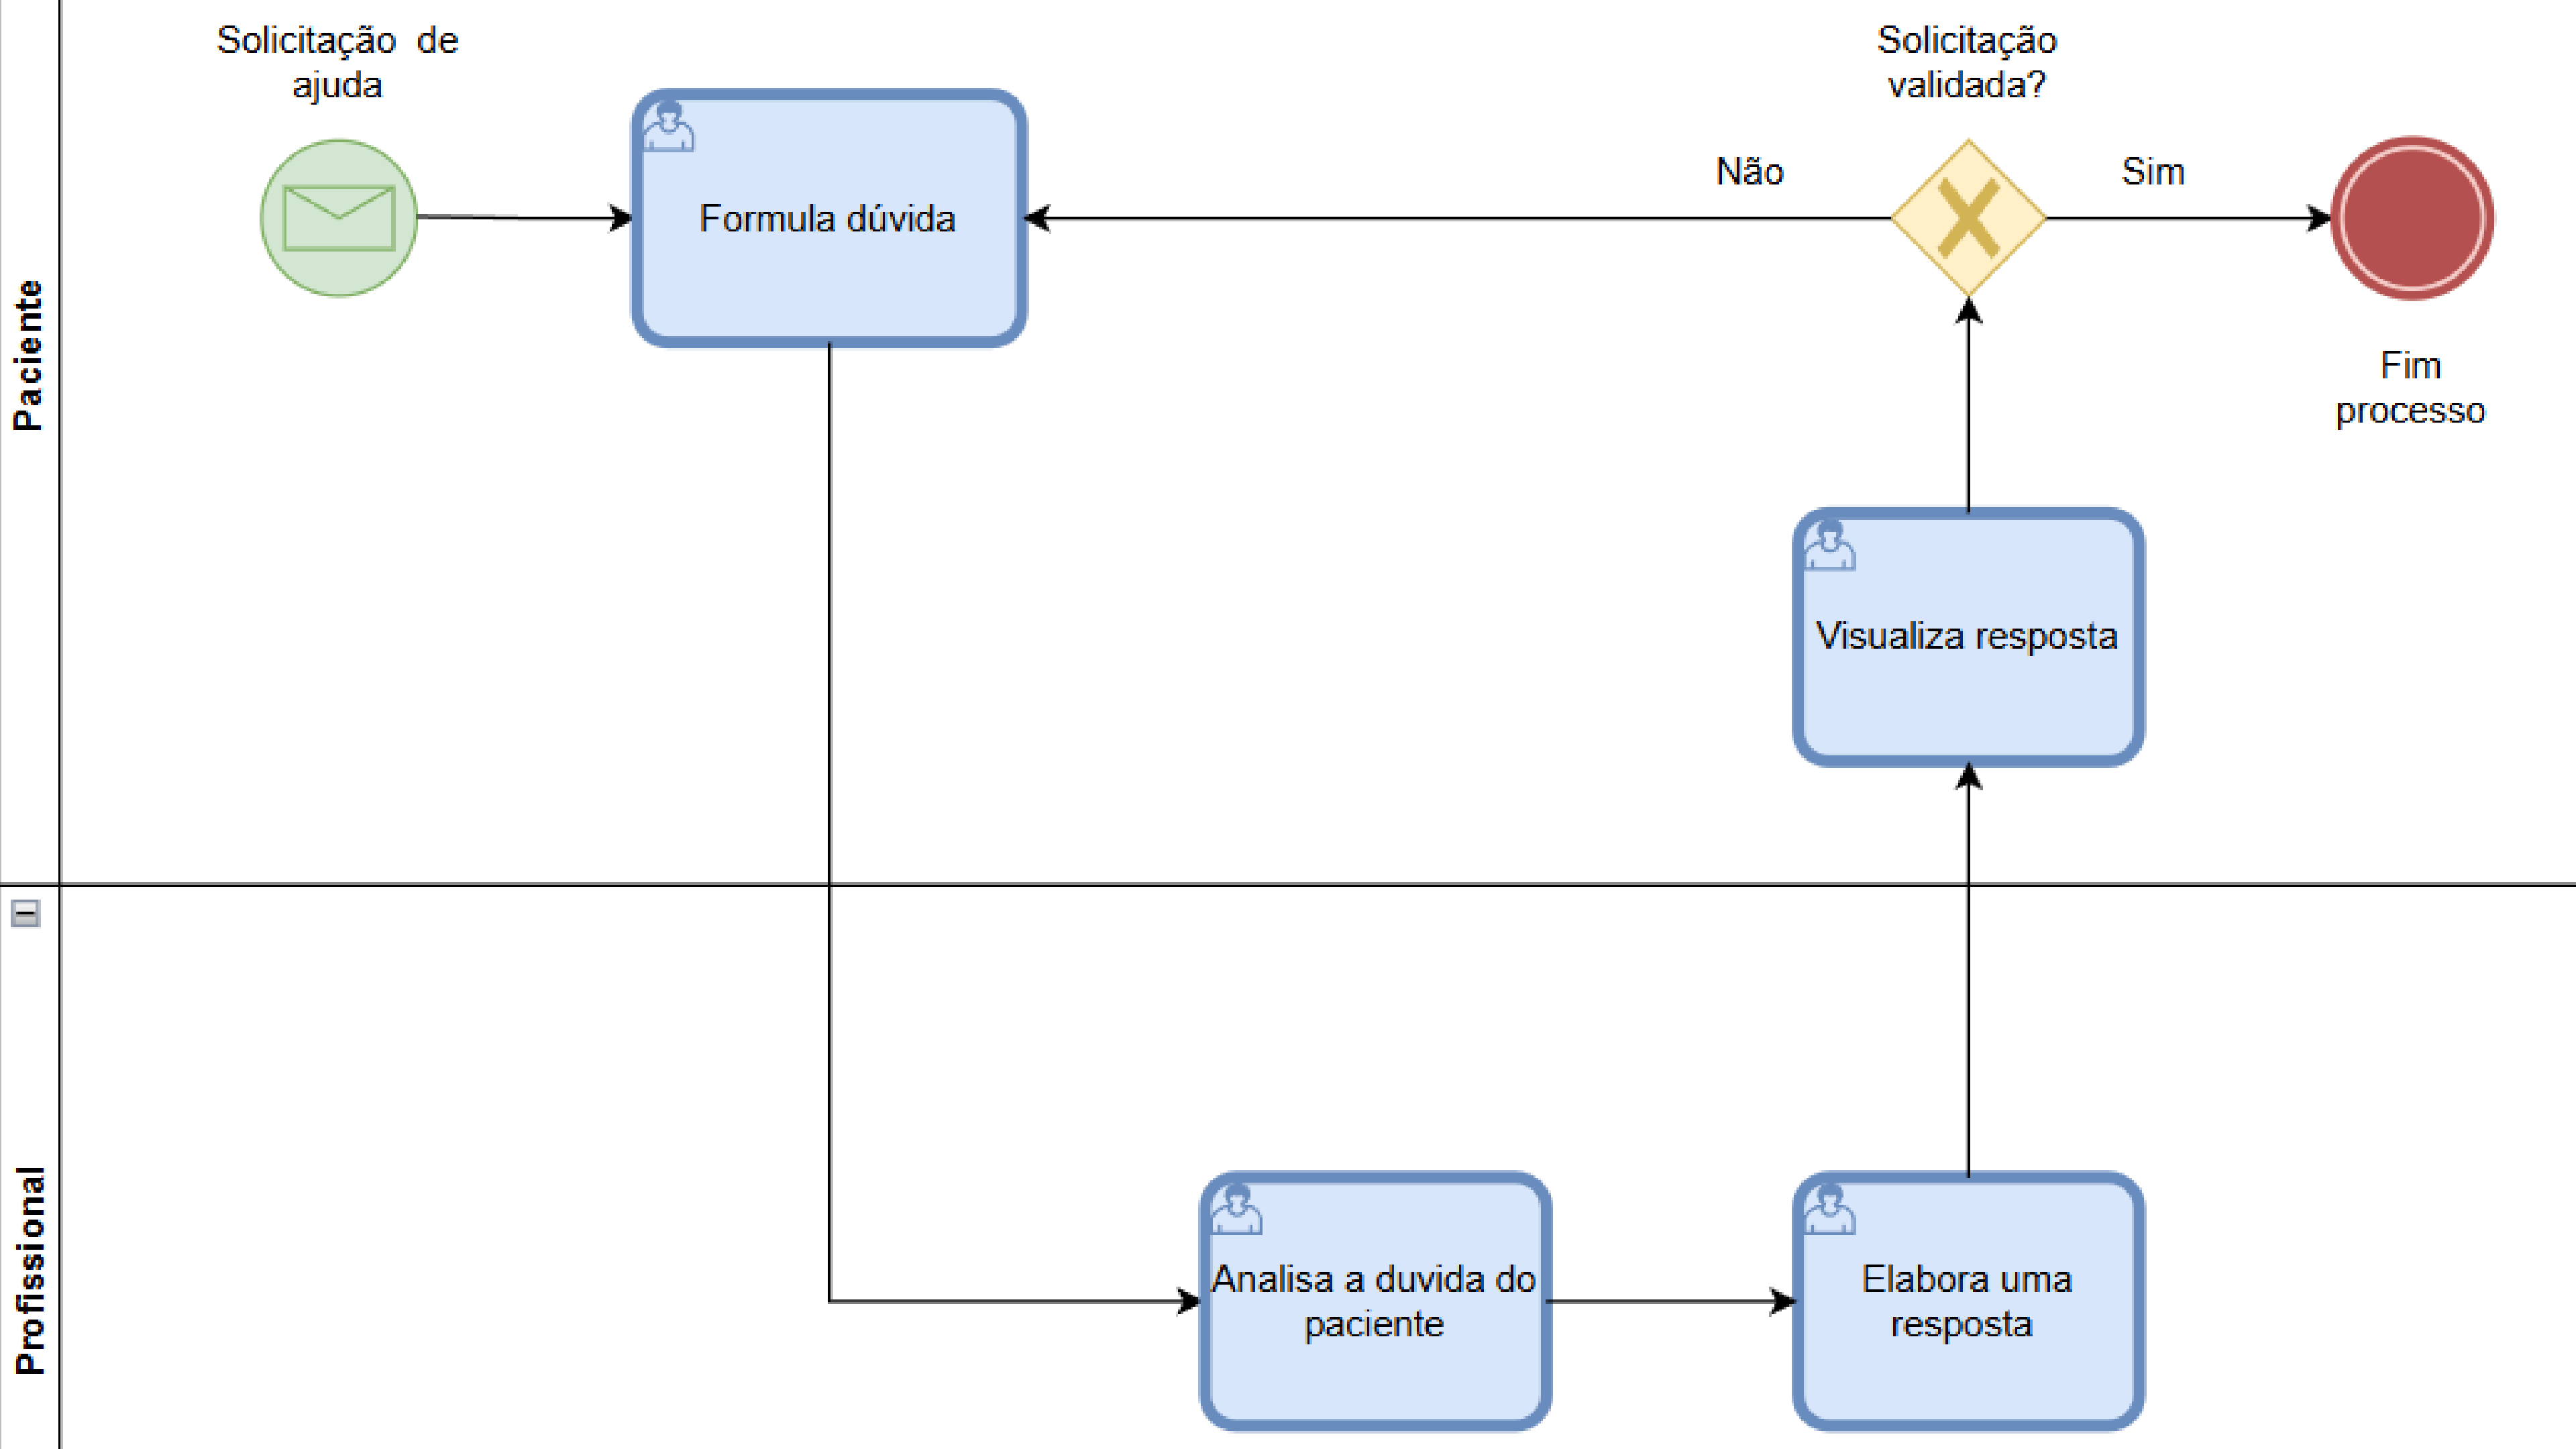 Paciente
Solicitação de
ajuda
Formula dúvida
Solicitação
validada?
Não
Sim
Fim
processo
Visualiza resposta
Profissional
Analisa a duvida do
paciente
Elabora uma
resposta